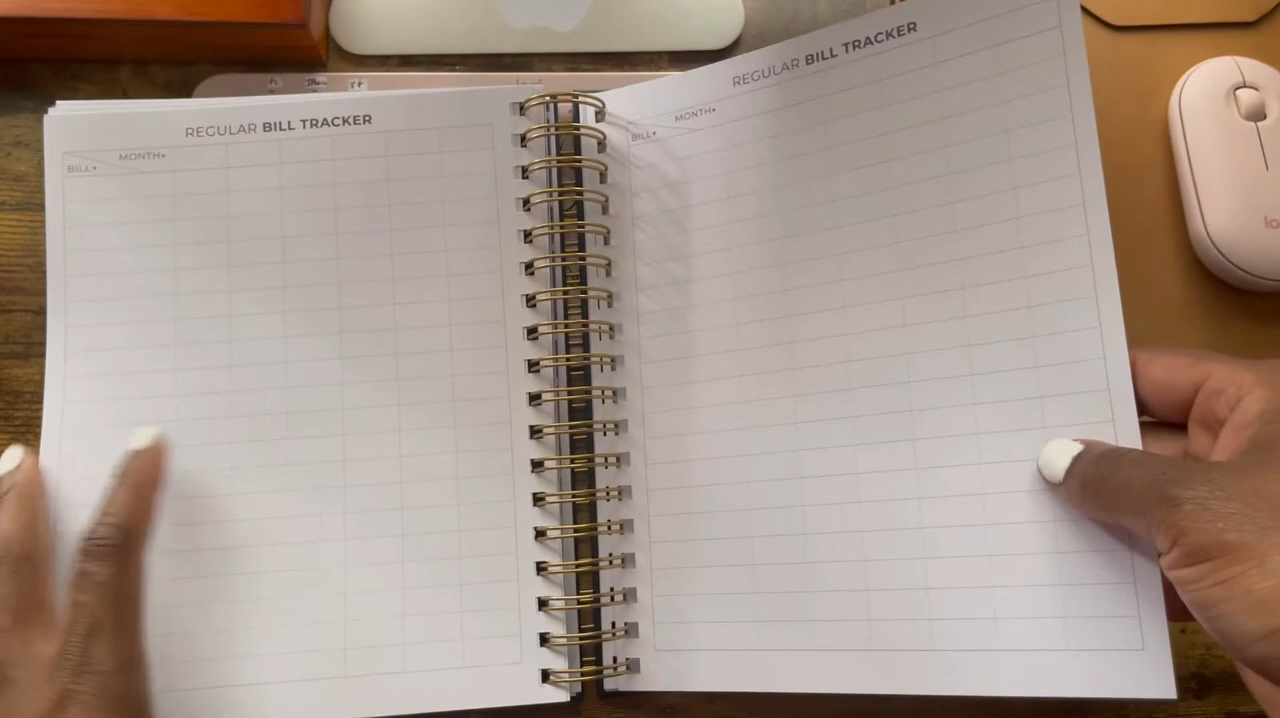 REGULAR BILL TRACKER
MONTH▸
BILL▾
REGULAR BILL TRACKER
MONTH▸
BILL▾